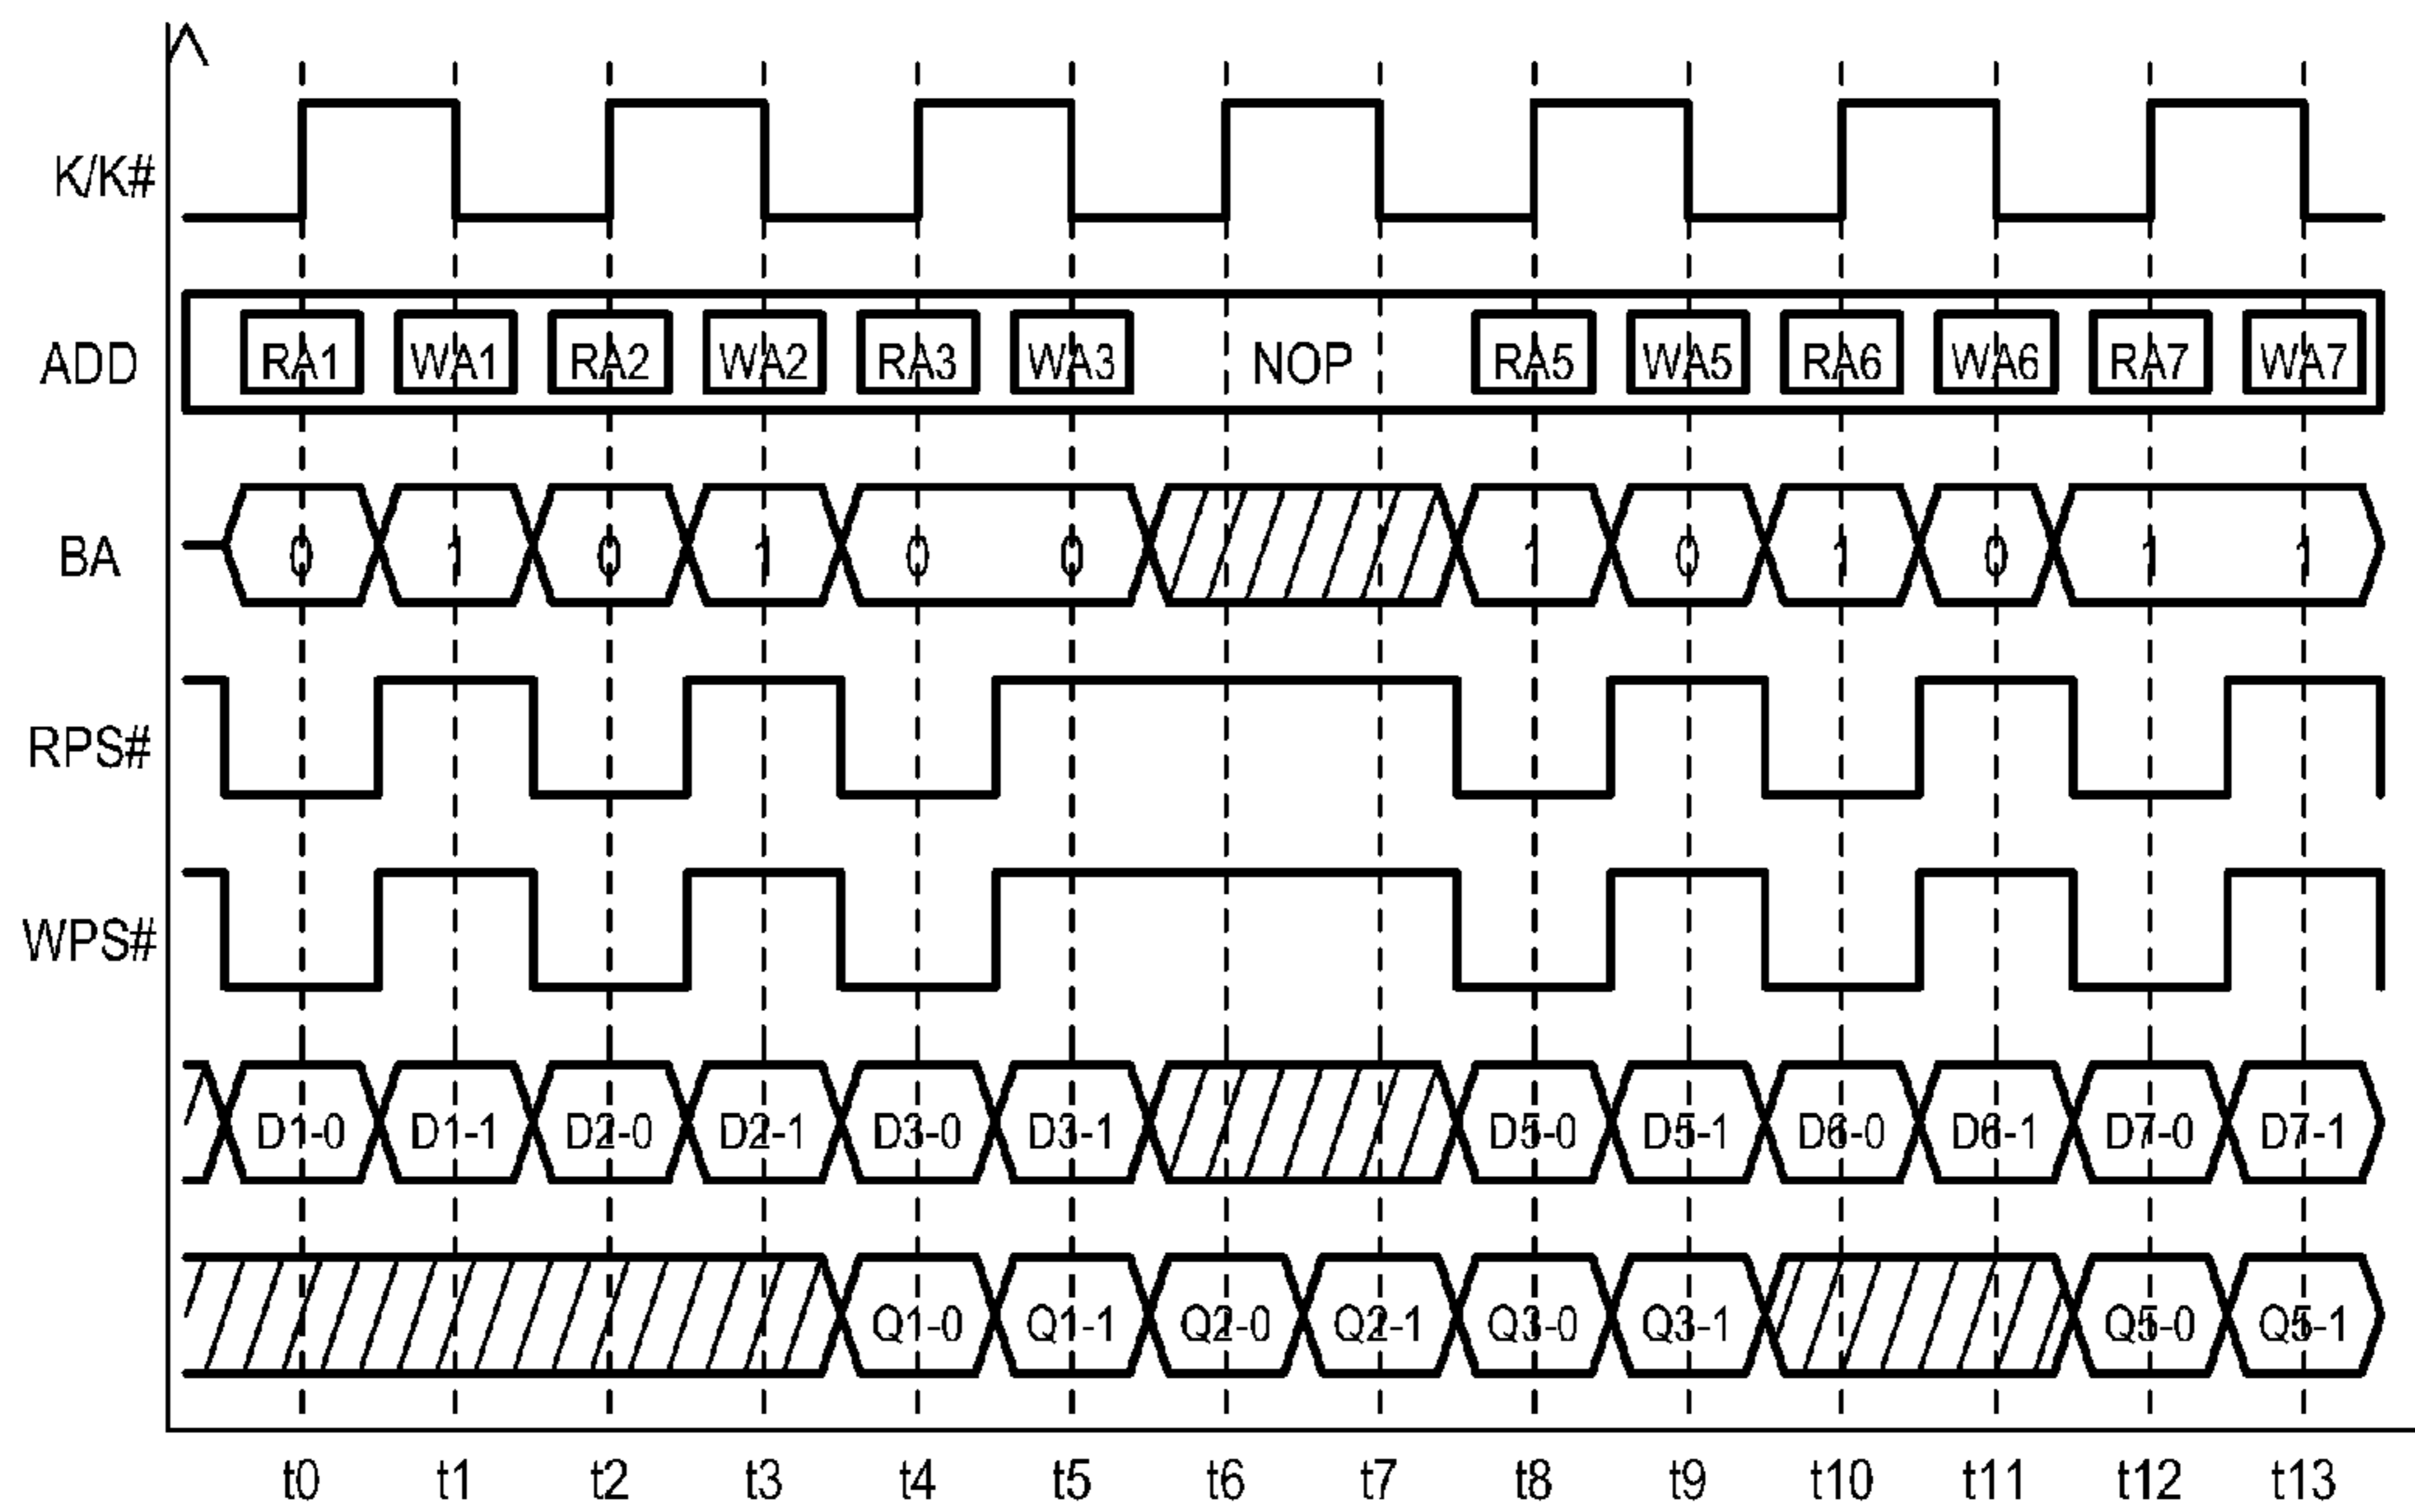 K/K#
ADD RA1 WA1 RA2 WA2 RA3 WA3 NOP RA5 WA5 RA6 WA6 RA7 WA7
BA 0 1 0 1 0 0 1 0 1 0 1 1
RPS#
WPS#
D1-0 D1-1 D2-0 D2-1 D3-0 D3-1 D5-0 D5-1 D6-0 D6-1 D7-0 D7-1
Q1-0 Q1-1 Q2-0 Q2-1 Q3-0 Q3-1 Q5-0 Q5-1
t0 t1 t2 t3 t4 t5 t6 t7 t8 t9 t10 t11 t12 t13